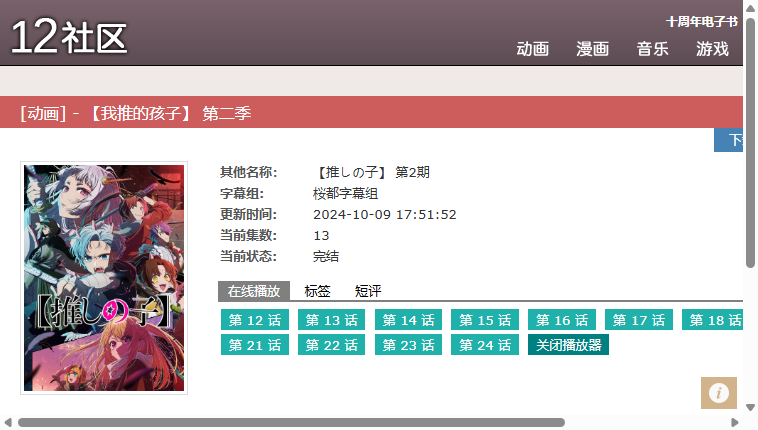 12社区
十周年电子书
动画 漫画 音乐 游戏
[动画] - 【我推的孩子】 第二季
其他名称: 【推しの子】 第2期
字幕组: 桜都字幕组
更新时间: 2024-10-09 17:51:52
当前集数: 13
当前状态: 完结
【推しの子】
在线播放 标签 短评
第 12 话 第 13 话 第 14 话 第 15 话 第 16 话 第 17 话 第 18 话
第 21 话 第 22 话 第 23 话 第 24 话 关闭播放器